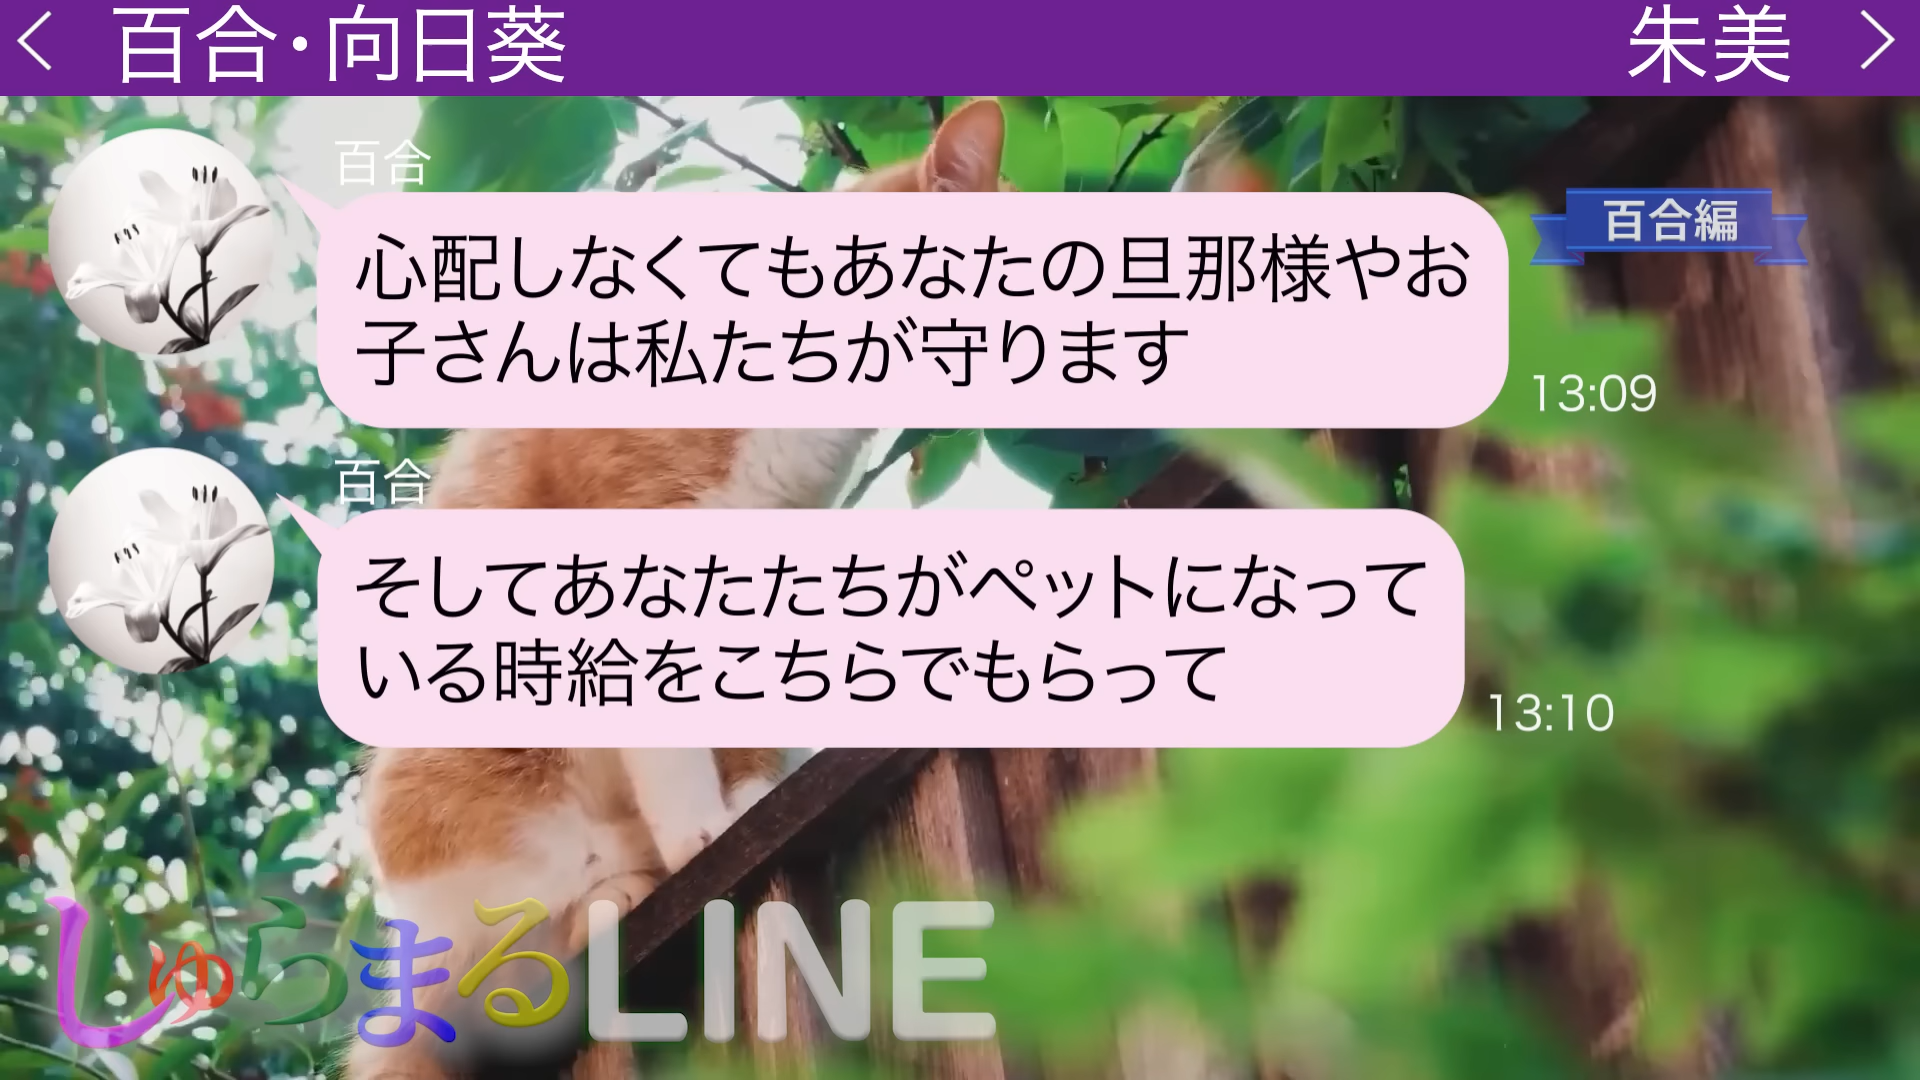 百合・向日葵
朱美
百合
心配しなくてもあなたの旦那様やお
子さんは私たちが守ります
13:09
百合編
百合
そしてあなたたちがペットになって
いる時給をこちらでもらって
13:10
しゅらまるLINE